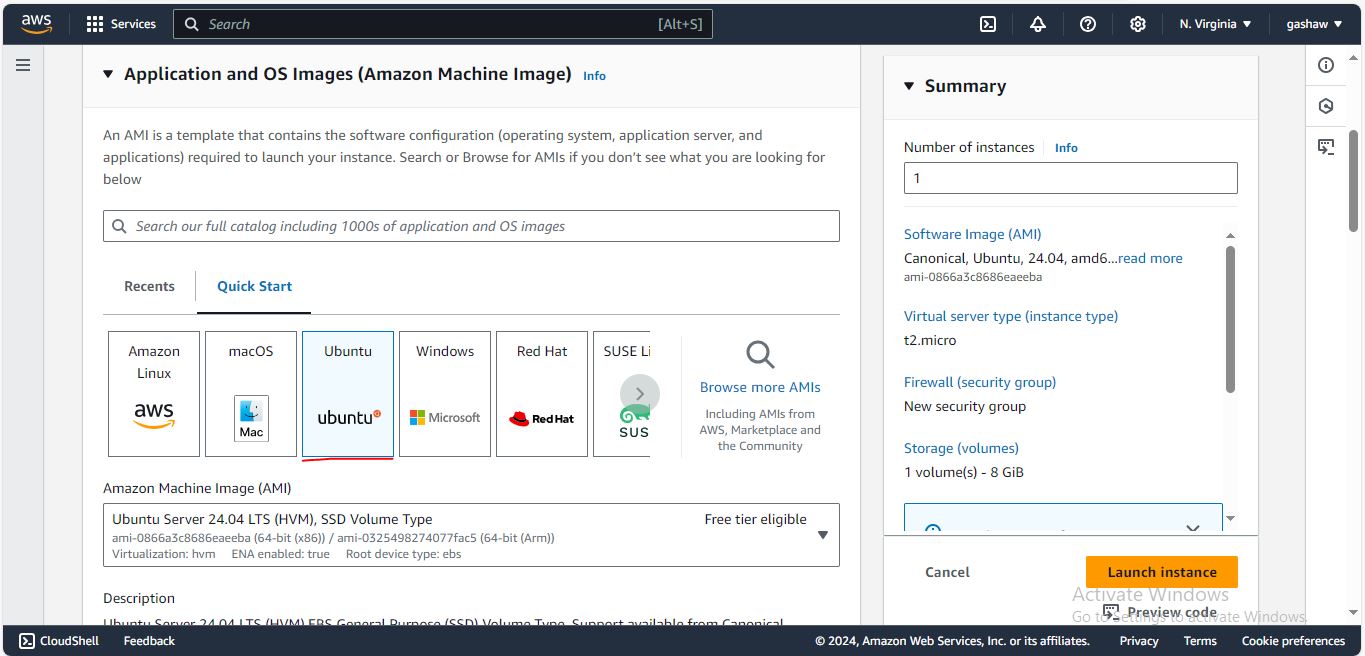 aws
Services
Search
[Alt+S]
N. Virginia
gashaw
Application and OS Images (Amazon Machine Image)
Info
An AMI is a template that contains the software configuration (operating system, application server, and
applications) required to launch your instance. Search or Browse for AMIs if you don't see what you are looking for
below
Search our full catalog including 1000s of application and OS images
Recents
Quick Start
Amazon
Linux
aws
macOS
Mac
Ubuntu
ubuntu
Windows
Microsoft
Red Hat
Red Hat
SUSE Li
SUS
Browse more AMIs
Including AMIs from
AWS, Marketplace and
the Community
Amazon Machine Image (AMI)
Ubuntu Server 24.04 LTS (HVM), SSD Volume Type
Free tier eligible
ami-0866a3c8686eaeeba (64-bit (x86)) / ami-0325498274077fac5 (64-bit (Arm))
Virtualization: hvm ENA enabled: true Root device type: ebs
Description
Ubuntu Server 24.04 LTS (HVM),EBS General Purpose (SSD) Volume Type. Support available from Canonical
Summary
Number of instances
Info
1
Software Image (AMI)
Canonical, Ubuntu, 24.04, amd6...read more
ami-0866a3c8686eaeeba
Virtual server type (instance type)
t2.micro
Firewall (security group)
New security group
Storage (volumes)
1 volume(s) - 8 GiB
Cancel
Launch instance
Preview code
Activate Windows
Go to Settings to activate Windows.
CloudShell
Feedback
© 2024, Amazon Web Services, Inc. or its affiliates.
Privacy
Terms
Cookie preferences